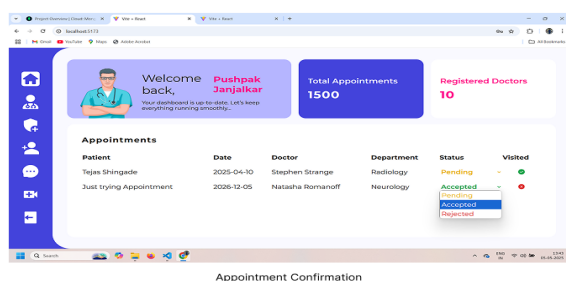 Project Overview | Cloud Mon
Vite + React
Vite + React
localhost:5173
Gmail YouTube Maps Adobe Acrobat
All Bookmarks
Welcome back,
Pushpak Janjalkar
Your dashboard is up-to-date. Let's keep
everything running smoothly...
Total Appointments
1500
Registered Doctors
10
Appointments
Patient Date Doctor Department Status Visited
Tejas Shingade 2025-04-10 Stephen Strange Radiology Pending
Just trying Appointment 2026-12-05 Natasha Romanoff Neurology Accepted
Pending
Accepted
Rejected
Search
ENG
IN
Appointment Confirmation